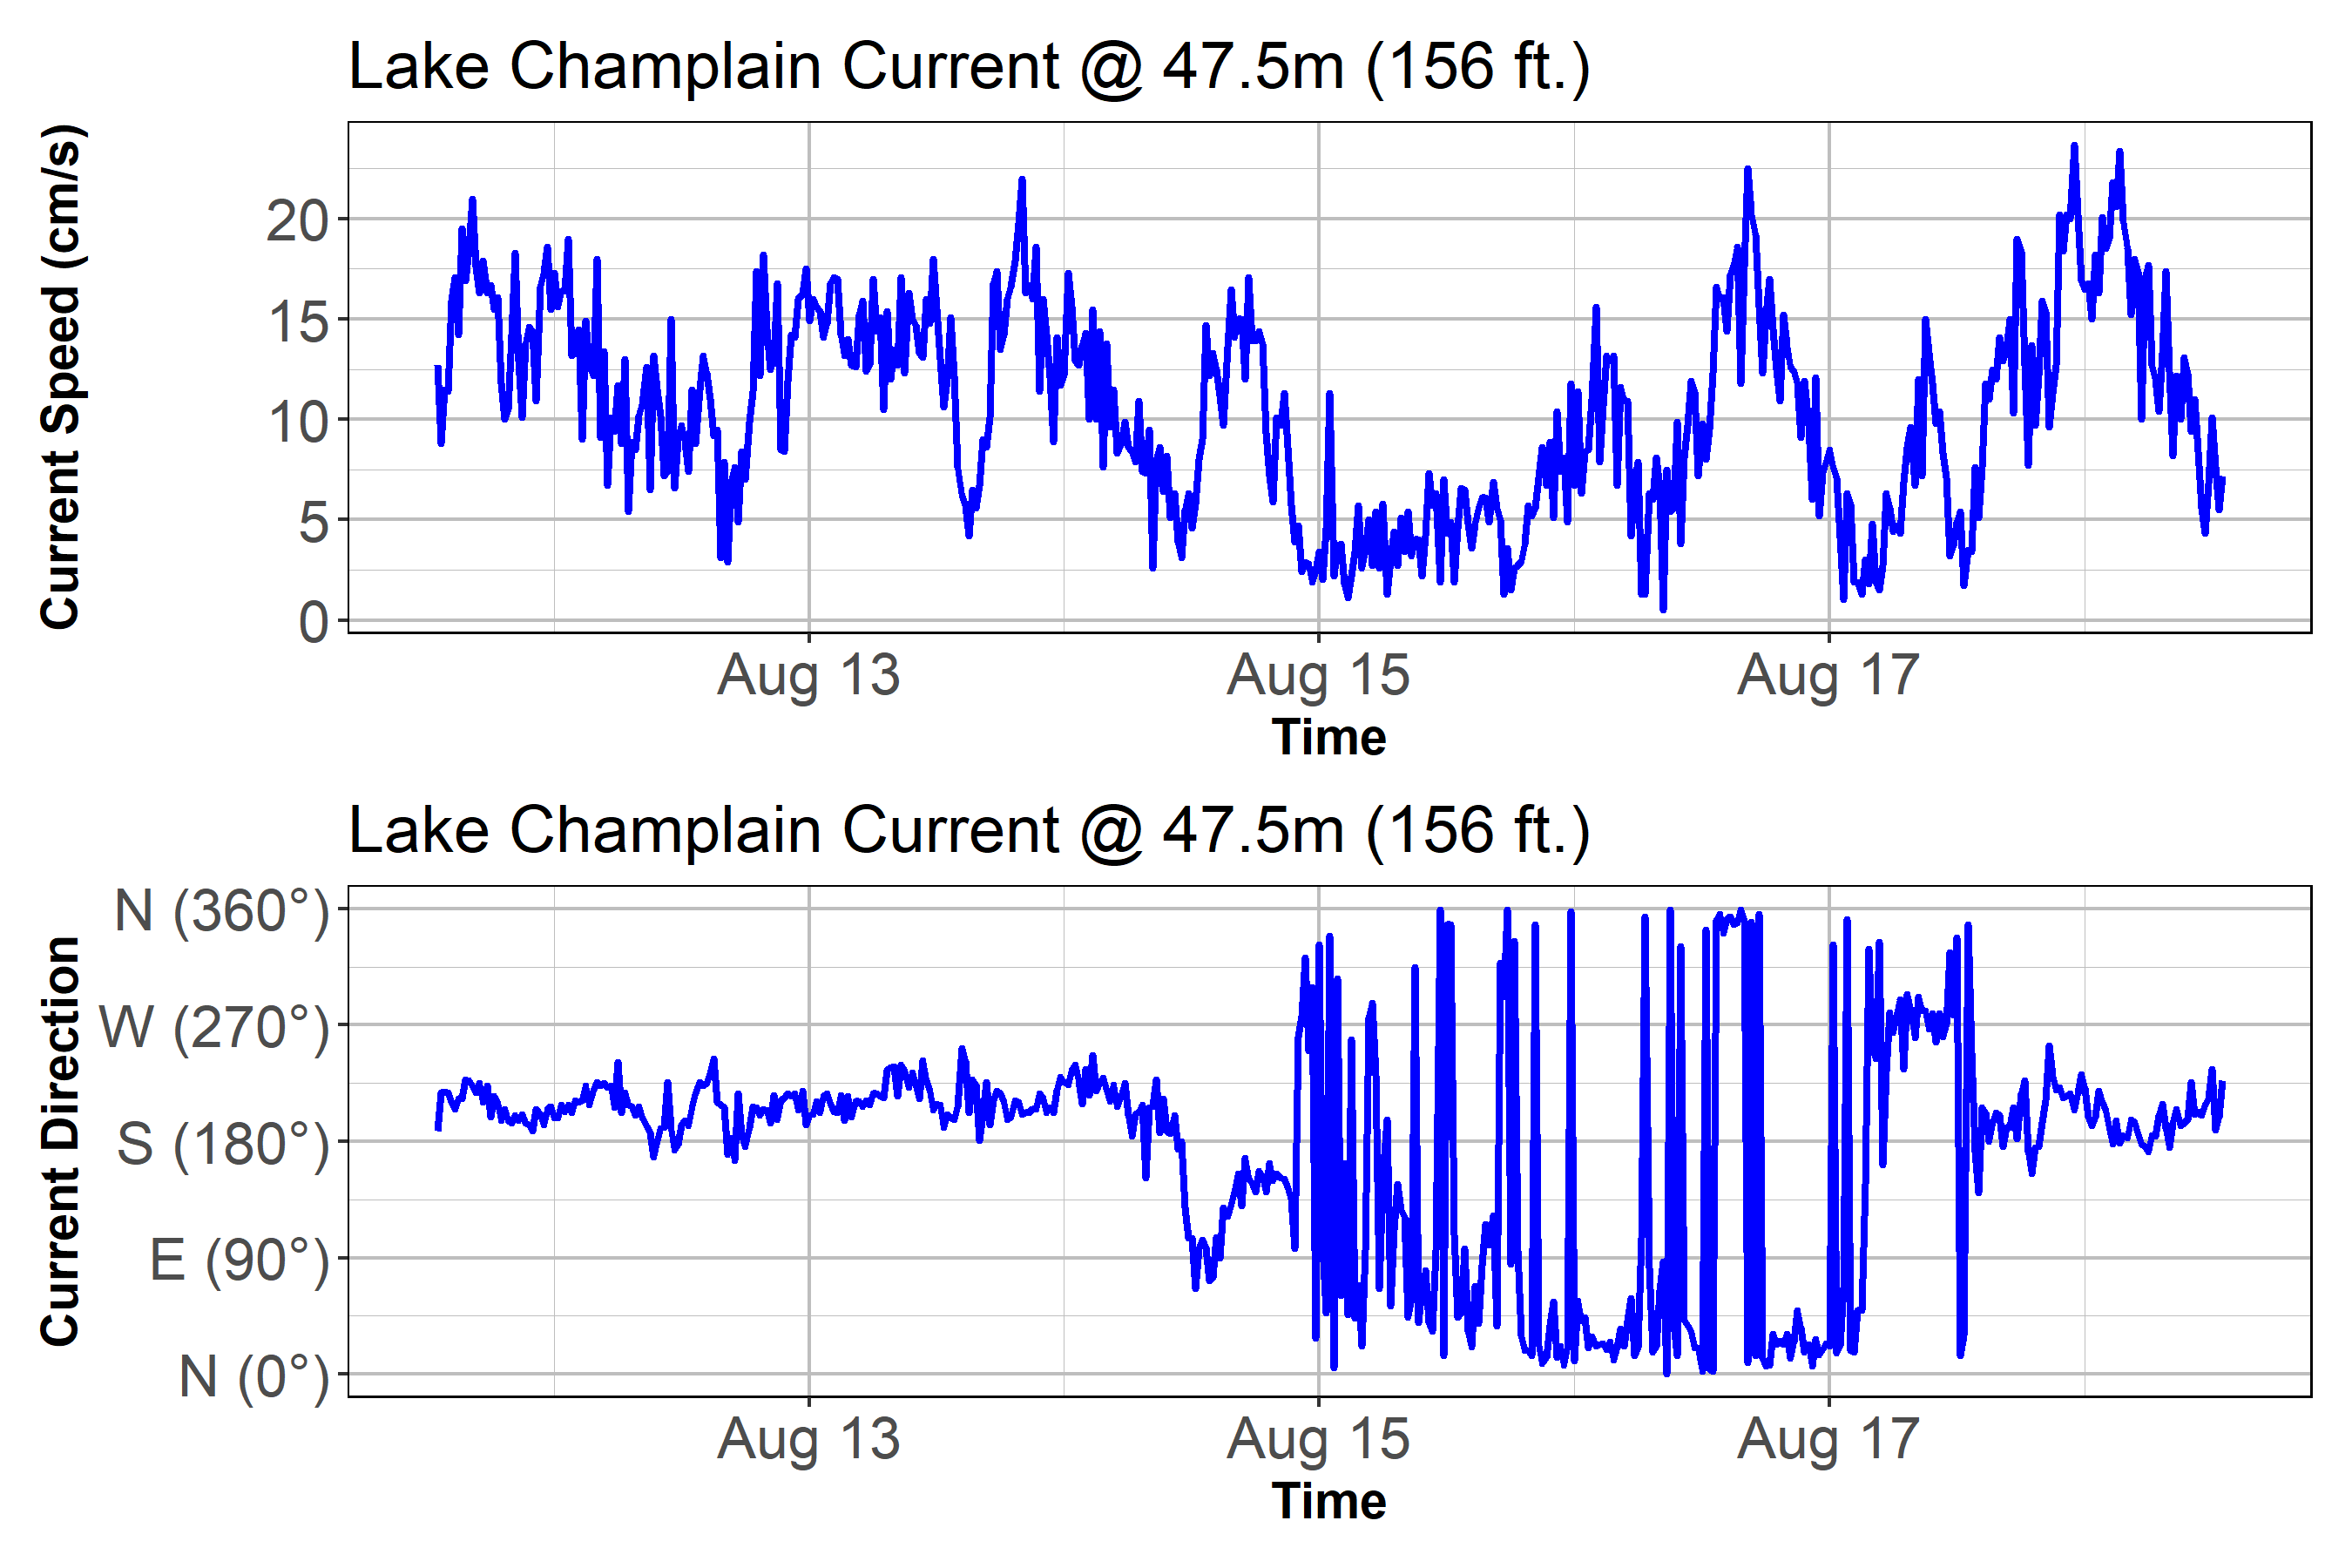 Lake Champlain Current @ 47.5m (156 ft.)
Current Speed (cm/s)
20
15
10
5
0
Aug 13 Aug 15 Aug 17
Time
Lake Champlain Current @ 47.5m (156 ft.)
Current Direction
N (360°)
W (270°)
S (180°)
E (90°)
N (0°)
Aug 13 Aug 15 Aug 17
Time